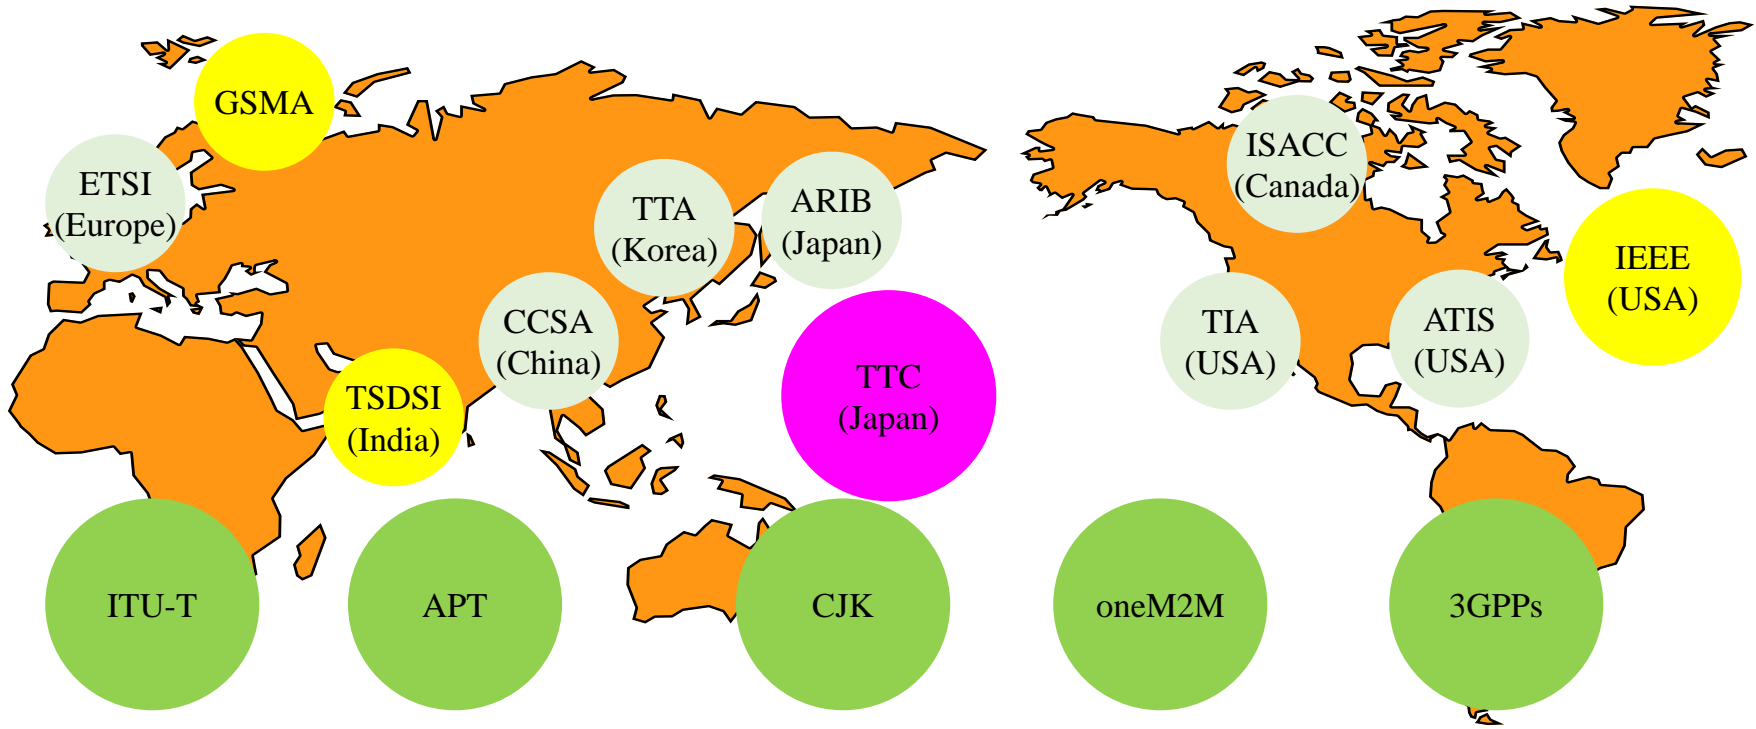 GSMA
ETSI
(Europe)
TTA
(Korea)
ARIB
(Japan)
ISACC
(Canada)
IEEE
(USA)
CCSA
(China)
TIA
(USA)
ATIS
(USA)
TSDSI
(India)
TTC
(Japan)
ITU-T
APT
CJK
oneM2M
3GPPs